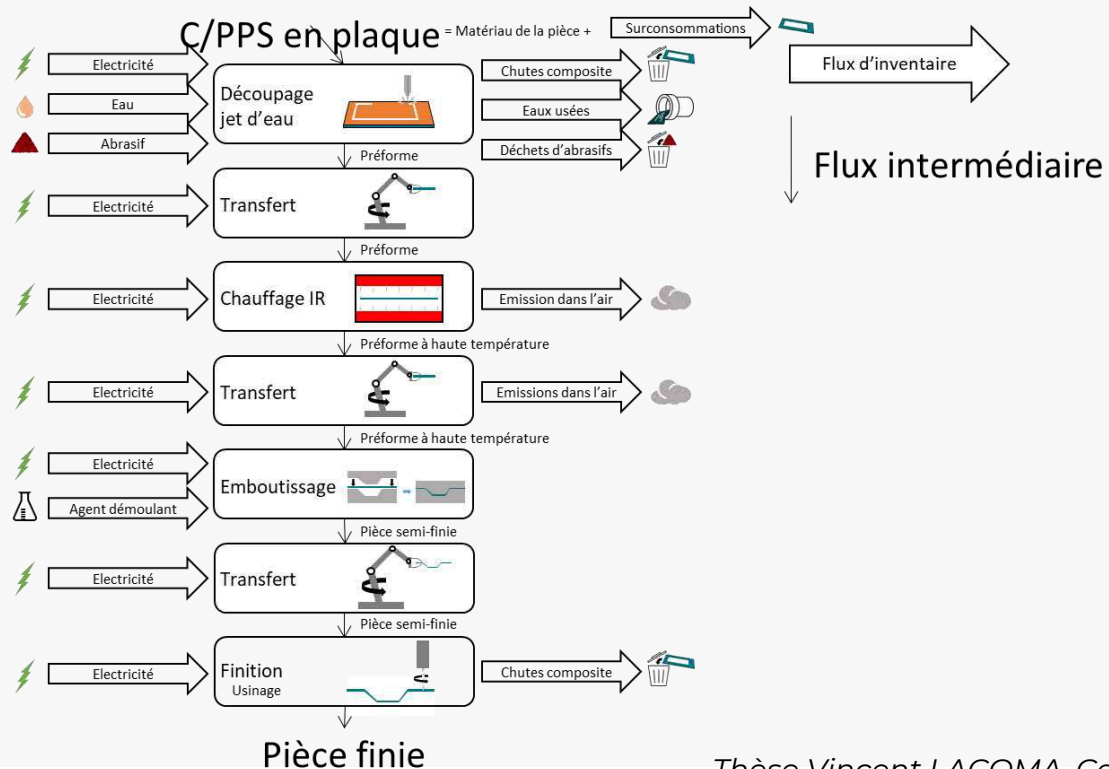 C/PPS en plaque = Matériau de la pièce + Surconsommations
Flux d'inventaire
Electricité
Eau
Abrasif
Découpage
jet d'eau
Chutes composite
Eaux usées
Déchets d'abrasifs
Flux intermédiaire
Préforme
Electricité
Transfert
Préforme
Electricité
Chauffage IR
Emission dans l'air
Préforme à haute température
Electricité
Transfert
Emissions dans l'air
Préforme à haute température
Electricité
Agent démoulant
Emboutissage
Pièce semi-finie
Electricité
Transfert
Pièce semi-finie
Electricité
Finition
Usinage
Chutes composite
Pièce finie
Thèse Vincent LAGOMA